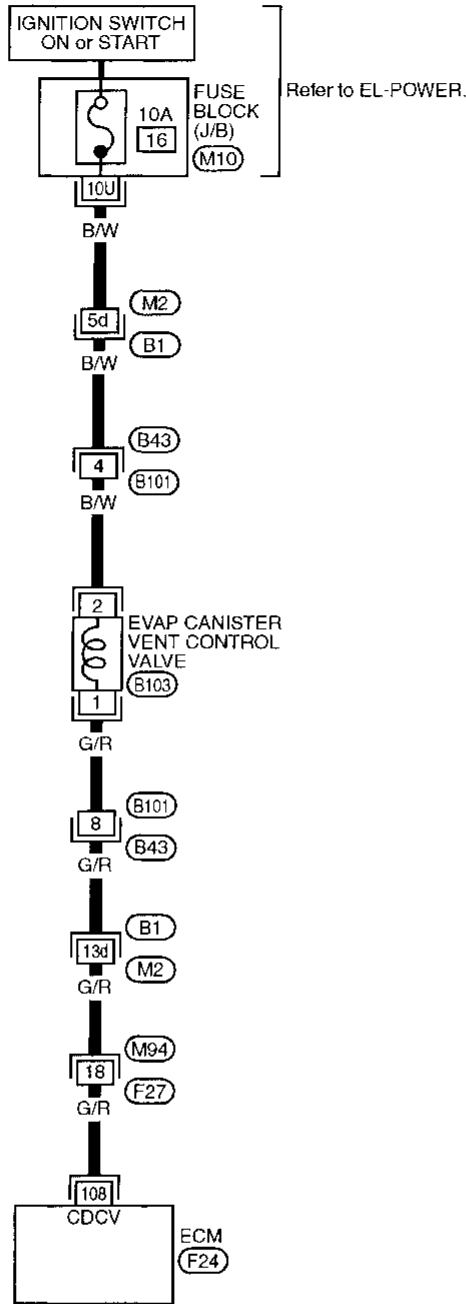 IGNITION SWITCH
ON or START
Refer to EL-POWER.
FUSE
BLOCK
(J/B)
10A
16
M10
10U
B/W
M2
5d
B1
B/W
B43
4
B101
B/W
2
EVAP CANISTER
VENT CONTROL
VALVE
B103
1
G/R
B101
8
B43
G/R
B1
13d
M2
G/R
M94
18
F27
G/R
108
CDCV
ECM
F24